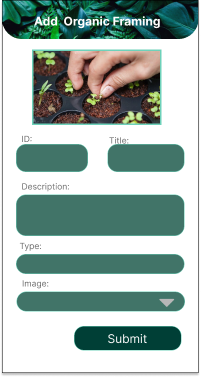 Add Organic Framing
ID:
Title:
Description:
Type:
Image:
Submit